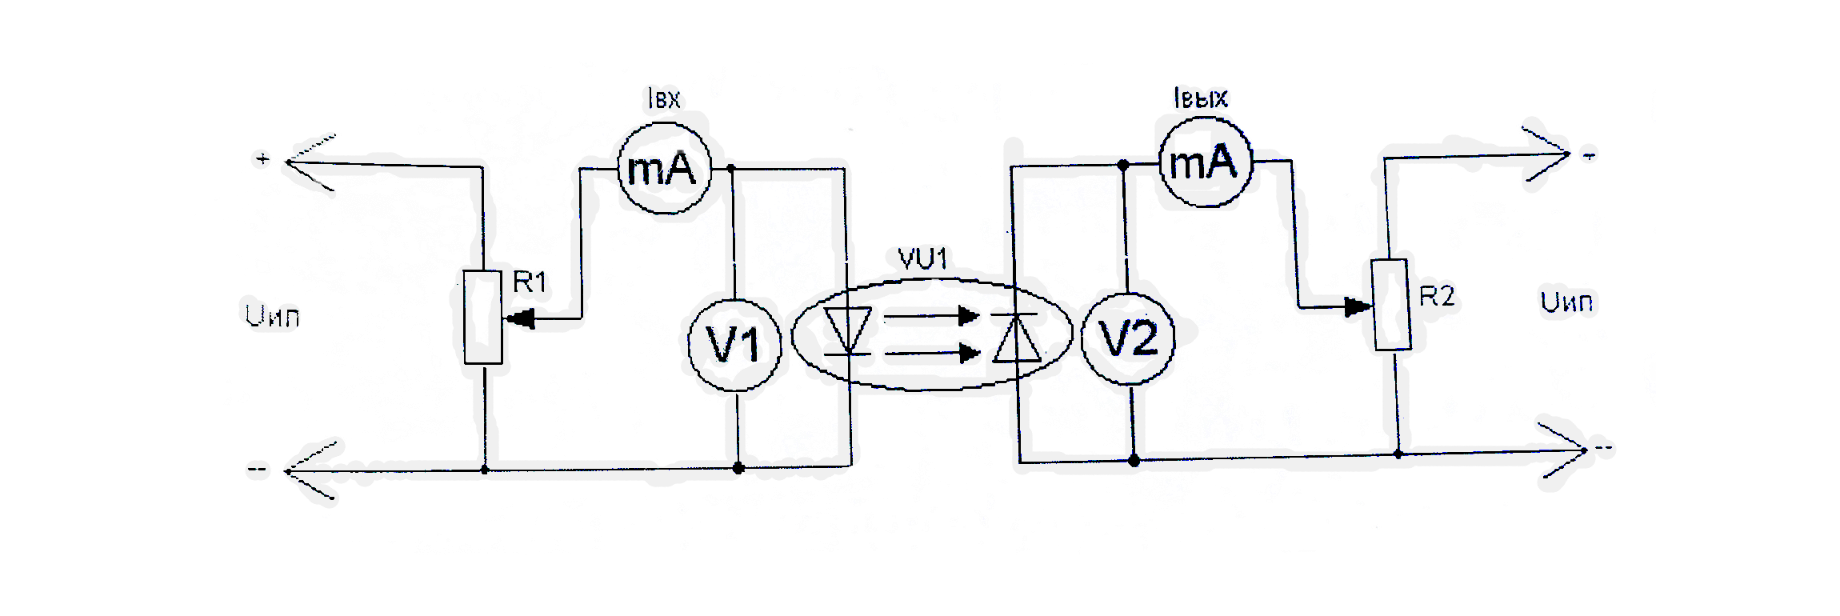 Iвх
Iвых
+
mA
mA
+
VU1
R1
R2
Uип
Uип
V1
V2
--
--